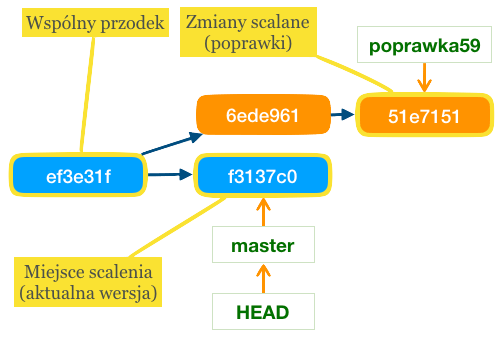 Wspólny przodek
Zmiany scalane
(poprawki)
poprawka59
6ede961
51e7151
ef3e31f
f3137c0
master
Miejsce scalenia
(aktualna wersja)
HEAD